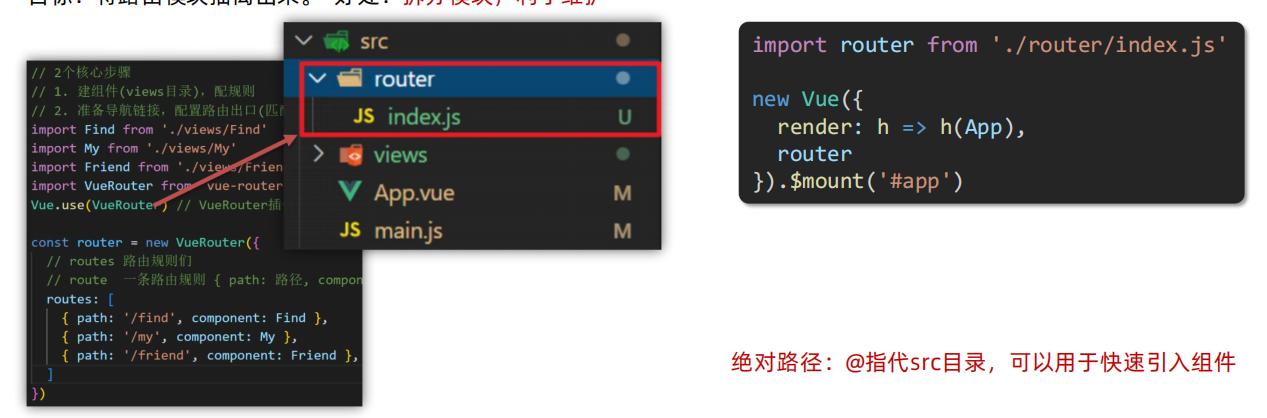 目标：将路由模块抽离出来。 好处：拆分模块，利于维护
// 2个核心步骤
// 1. 建组件(views目录)，配规则
// 2. 准备导航链接，配置路由出口(匹
import Find from './views/Find'
import My from './views/My'
import Friend from './views/Frien
import VueRouter from 'vue-router
Vue.use(VueRouter) // VueRouter插
const router = new VueRouter({
// routes 路由规则们
// route 一条路由规则 { path: 路径, compon
routes: [
{ path: '/find', component: Find },
{ path: '/my', component: My },
{ path: '/friend', component: Friend },
]
})
src
router
JS index.js U
views
App.vue M
JS main.js M
import router from './router/index.js'
new Vue({
render: h => h(App),
router
}).$mount('#app')
绝对路径：@指代src目录，可以用于快速引入组件